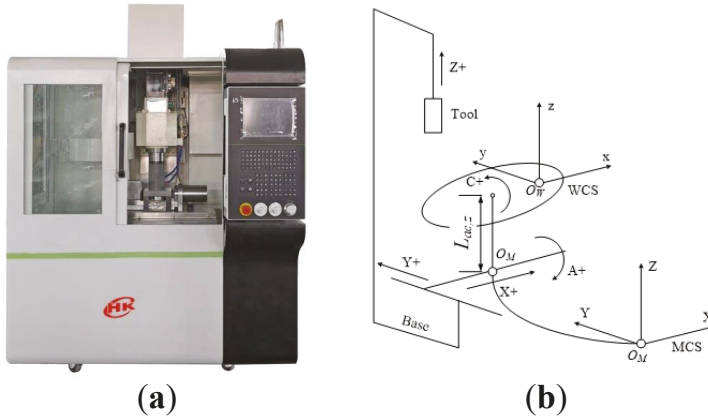 HK
Z+
Tool
z
y
x
C+
O_W
WCS
L_ac,z
O_M
Y+
A+
X+
Z
Base
Y
X
O_M
MCS
(a)
(b)